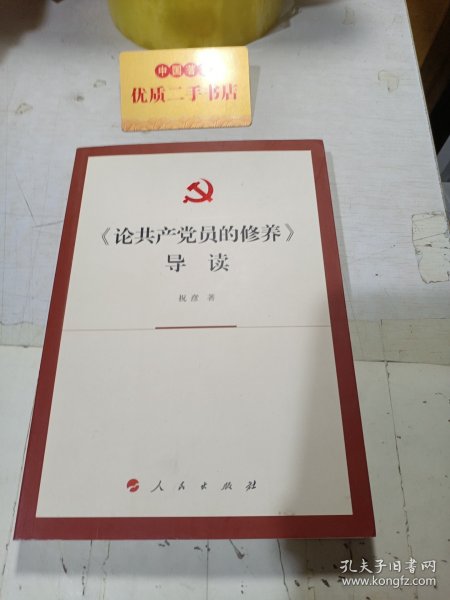 中国书
优质二手书店
《论共产党员的修养》
导读
祝彦 著
人民出版社
孔夫子旧书网
www.kongfz.com